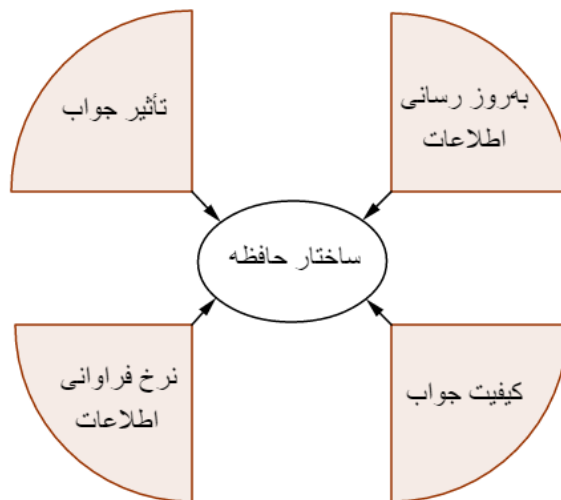 به‌روز رسانی
اطلاعات
تأثیر جواب
ساختار حافظه
کیفیت جواب
نرخ فراوانی
اطلاعات